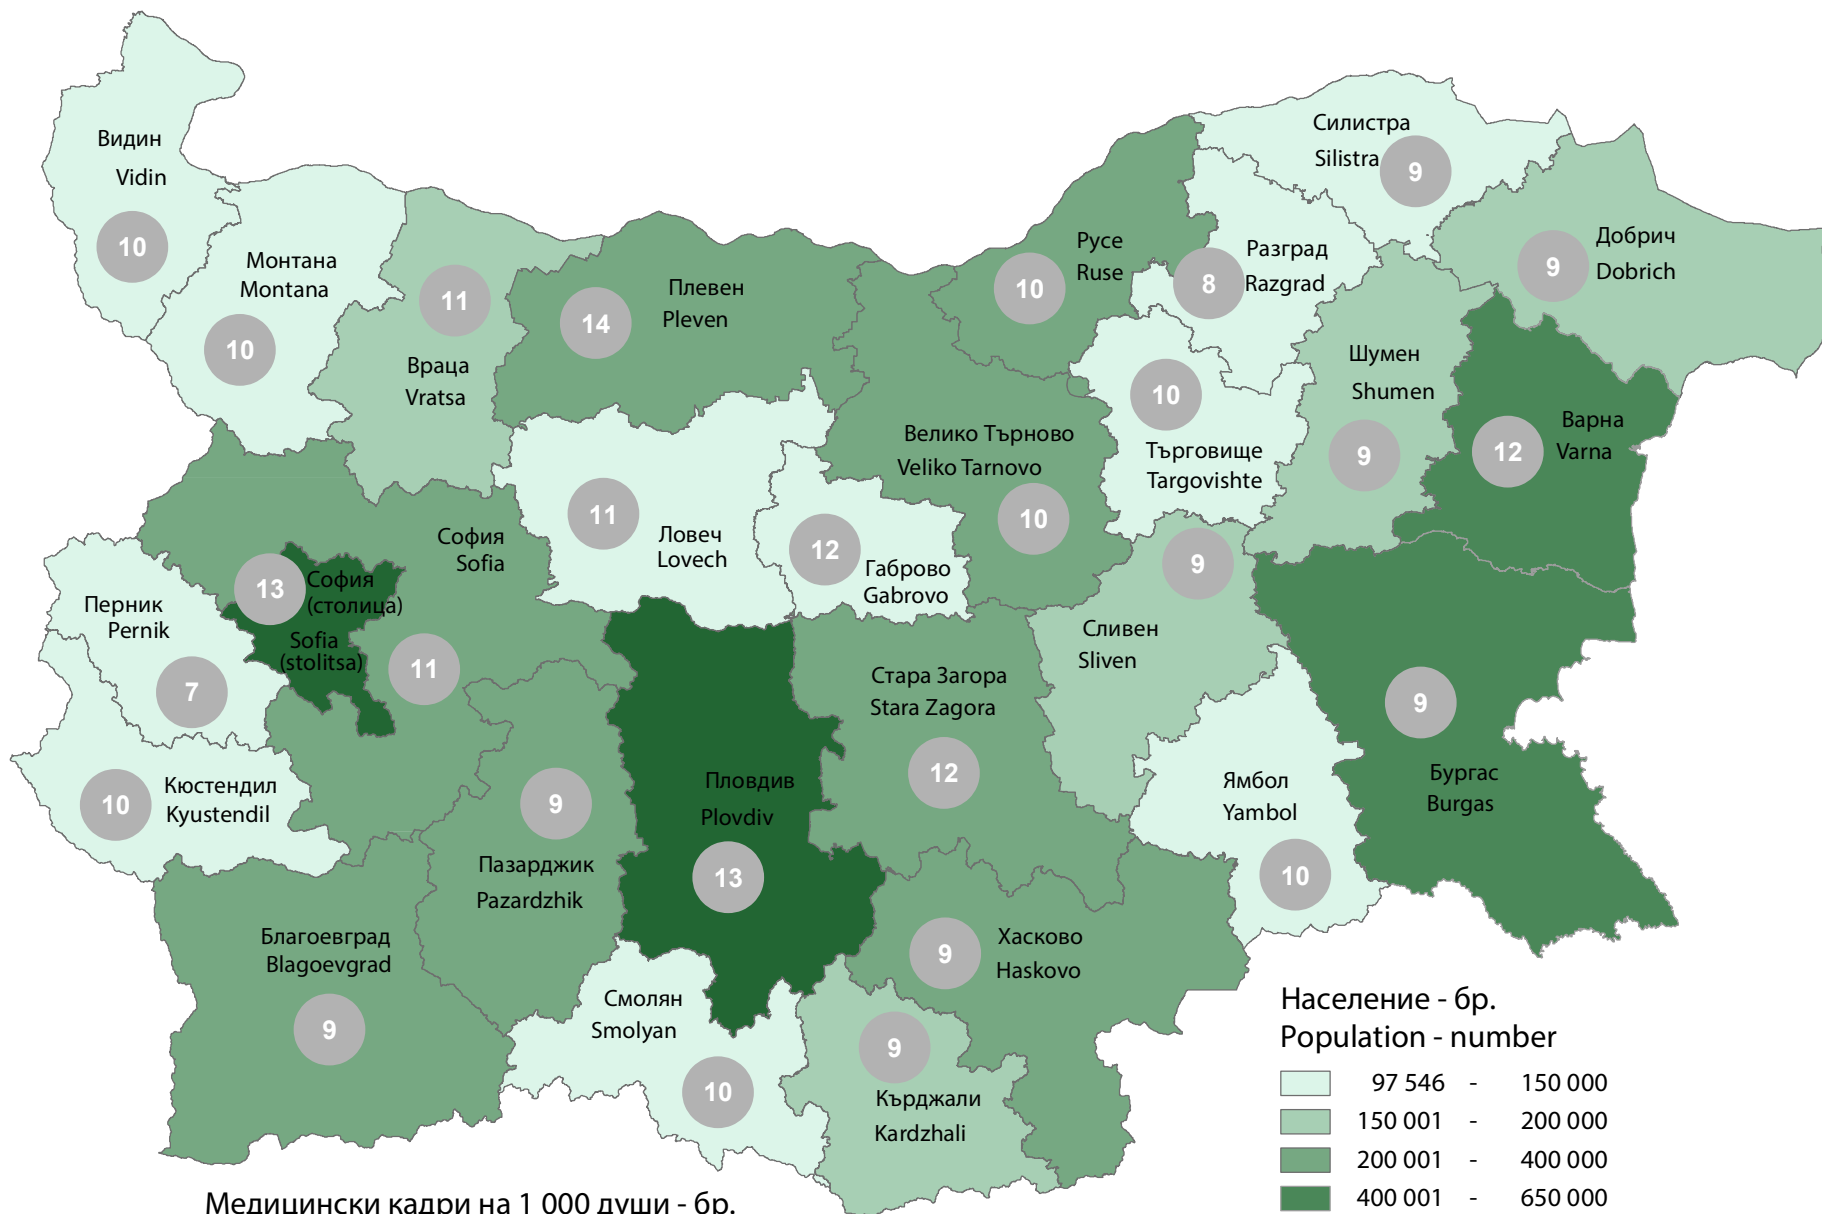 Видин
Vidin
10
Монтана
Montana
10
11
Враца
Vratsa
Плевен
Pleven
14
Русе
Ruse
10
Разград
Razgrad
8
Силистра
Silistra
9
Добрич
Dobrich
9
Шумен
Shumen
9
Варна
Varna
12
10
Търговище
Targovishte
Велико Търново
Veliko Tarnovo
10
11
Ловеч
Lovech
12
Габрово
Gabrovo
София
Sofia
11
13
София
(столица)
Sofia
(stolitsa)
Перник
Pernik
7
10
Кюстендил
Kyustendil
9
Пазарджик
Pazardzhik
Пловдив
Plovdiv
13
Стара Загора
Stara Zagora
12
9
Сливен
Sliven
Ямбол
Yambol
10
9
Бургас
Burgas
Благоевград
Blagoevgrad
9
Смолян
Smolyan
10
9
Хасково
Haskovo
9
Кърджали
Kardzhali
Население - бр.
Population - number
97 546 - 150 000
150 001 - 200 000
200 001 - 400 000
400 001 - 650 000
Медицински кадри на 1 000 души - бр.